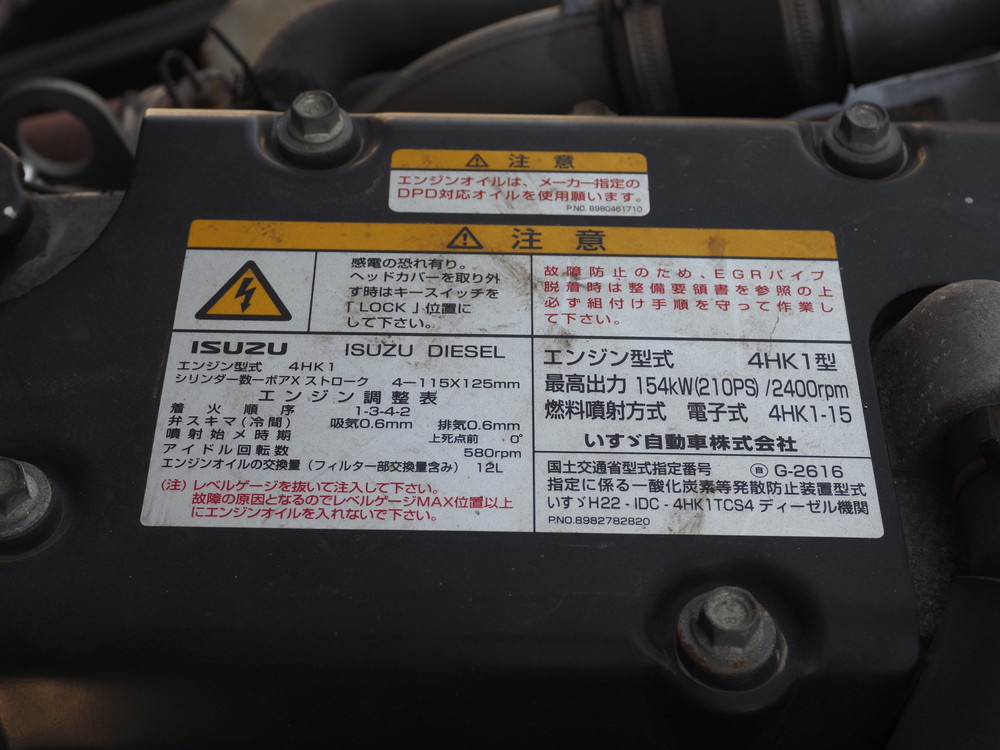 ⚠ 注意
エンジンオイルは、メーカー指定の
DPD対応オイルを使用願います。
P.NO. 8980461710
⚠ 注意
感電の恐れ有り。
ヘッドカバーを取り外
す時はキースイッチを
「LOCK」位置に
して下さい。
故障防止のため、EGRパイプ
脱着時は整備要領書を参照の上
必ず組付け手順を守って作業し
て下さい。
ISUZU ISUZU DIESEL
エンジン型式 4HK1
シリンダー数ーボアXストローク 4-115X125mm
エンジン調整表
着火順序 1-3-4-2
弁スキマ(冷間) 吸気0.6mm 排気0.6mm
噴射始メ時期 上死点前 0°
アイドル回転数 580rpm
エンジンオイルの交換量(フィルター部交換量含み) 12L
(注)レベルゲージを抜いて注入して下さい。
故障の原因となるのでレベルゲージMAX位置以上
にエンジンオイルを入れないで下さい。
エンジン型式 4HK1型
最高出力 154kW(210PS)/2400rpm
燃料噴射方式 電子式 4HK1-15
いすゞ自動車株式会社
国土交通省型式指定番号 自 G-2616
指定に係る一酸化炭素等発散防止装置型式
いすゞH22-IDC-4HK1TCS4 ディーゼル機関
P.NO.8982782820